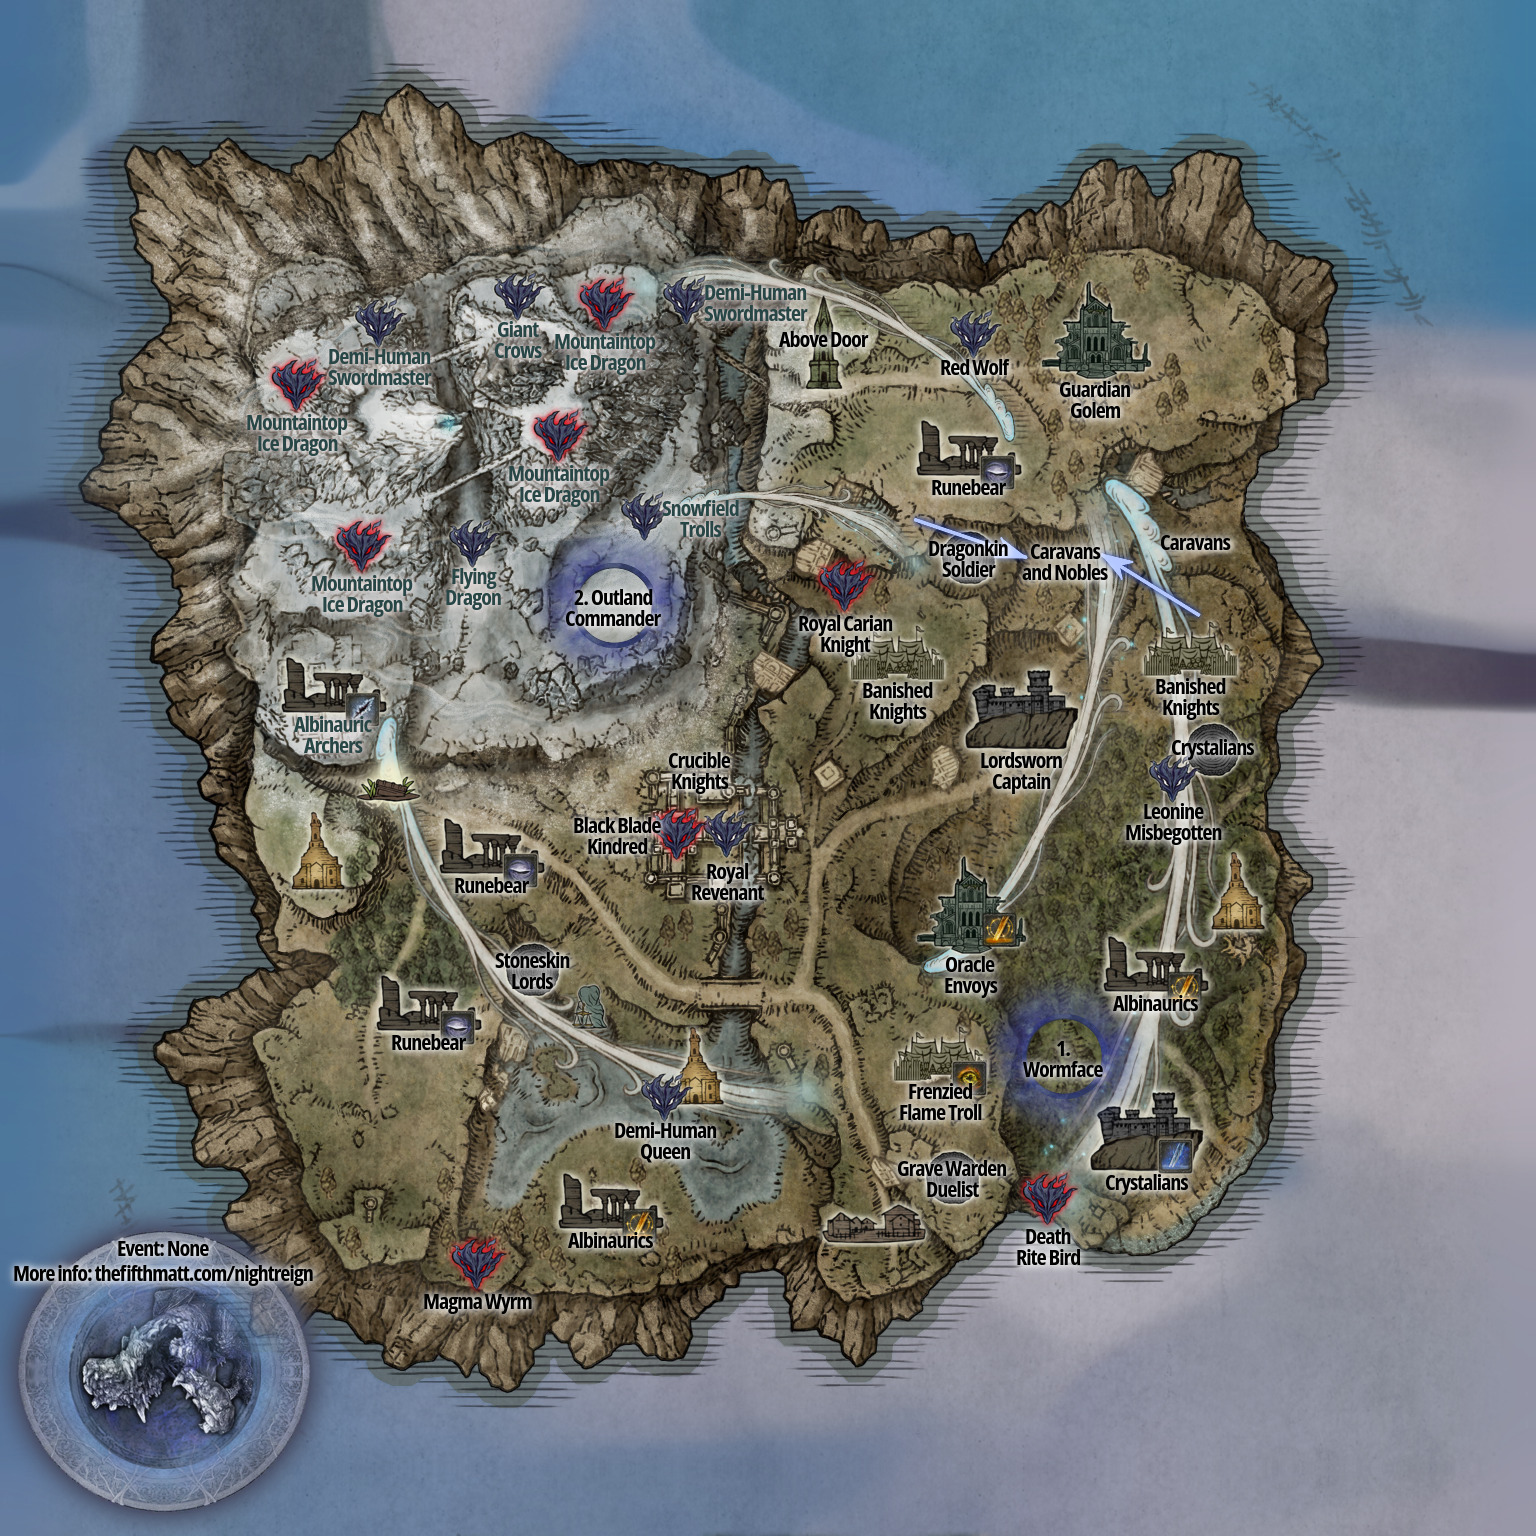 Demi-Human
Swordmaster
Giant
Crows
Mountaintop
Ice Dragon
Demi-Human
Swordmaster
Above Door
Red Wolf
Guardian
Golem
Mountaintop
Ice Dragon
Mountaintop
Ice Dragon
Runebear
Snowfield
Trolls
Dragonkin
Soldier
Caravans
and Nobles
Caravans
Mountaintop
Ice Dragon
Flying
Dragon
2. Outland
Commander
Royal Carian
Knight
Banished
Knights
Banished
Knights
Albinauric
Archers
Crucible
Knights
Lordsworn
Captain
Crystalians
Leonine
Misbegotten
Black Blade
Kindred
Royal
Revenant
Runebear
Stoneskin
Lords
Oracle
Envoys
Albinaurics
Runebear
1.
Wormface
Frenzied
Flame Troll
Demi-Human
Queen
Grave Warden
Duelist
Crystalians
Albinaurics
Death
Rite Bird
Magma Wyrm
Event: None
More info: thefifthmatt.com/nightreign